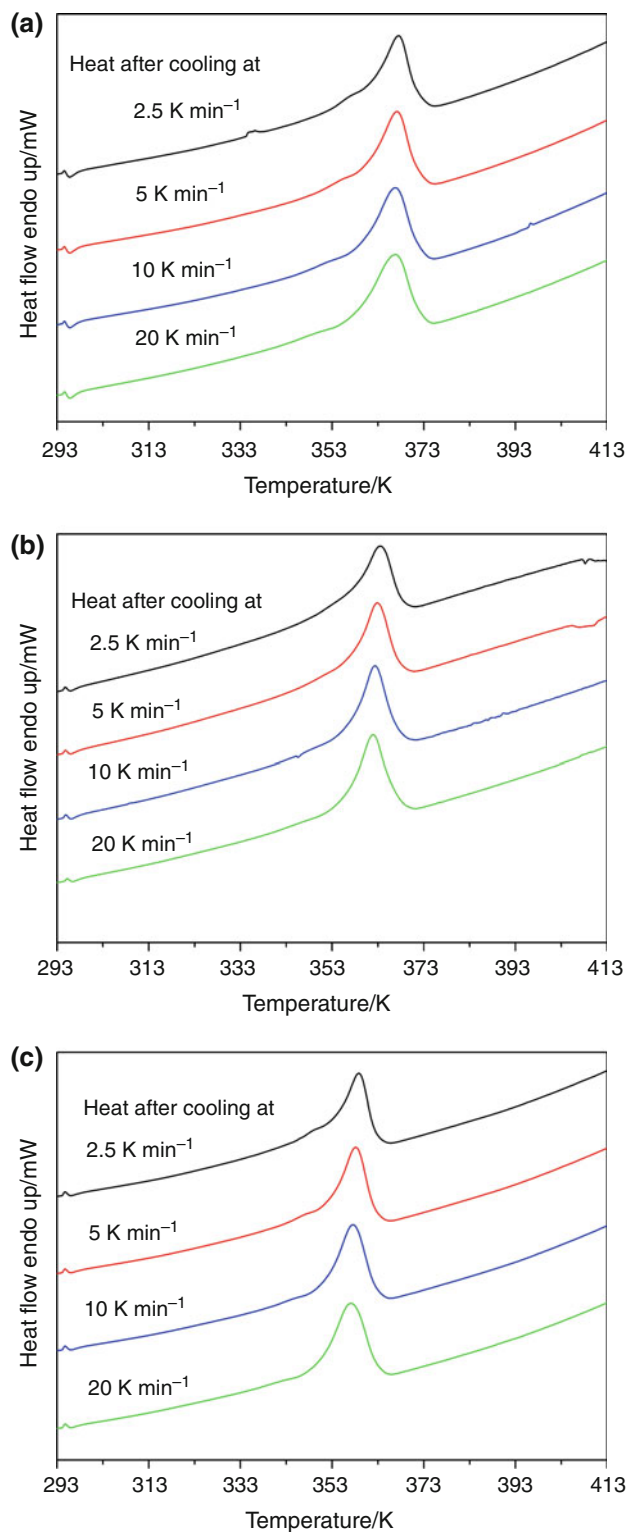 (a)
Heat after cooling at
2.5 K min⁻¹
5 K min⁻¹
10 K min⁻¹
20 K min⁻¹
Heat flow endo up/mW
293 313 333 353 373 393 413
Temperature/K
(b)
Heat after cooling at
2.5 K min⁻¹
5 K min⁻¹
10 K min⁻¹
20 K min⁻¹
Heat flow endo up/mW
293 313 333 353 373 393 413
Temperature/K
(c)
Heat after cooling at
2.5 K min⁻¹
5 K min⁻¹
10 K min⁻¹
20 K min⁻¹
Heat flow endo up/mW
293 313 333 353 373 393 413
Temperature/K